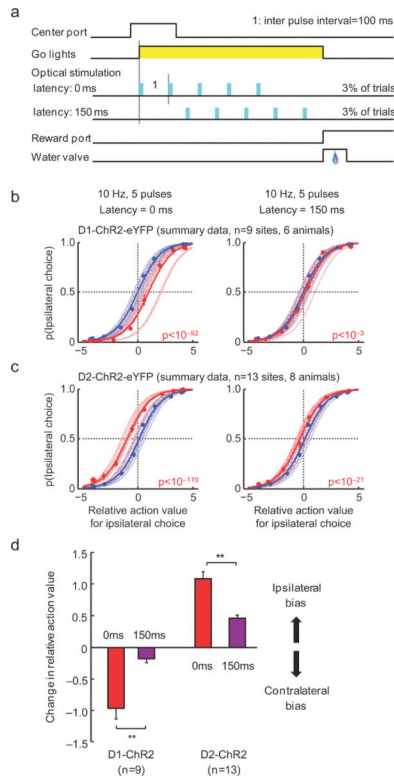 a
1: inter pulse interval=100 ms
Center port
Go lights
Optical stimulation
latency: 0 ms
1
3% of trials
latency: 150 ms
3% of trials
Reward port
Water valve
b
10 Hz, 5 pulses
Latency = 0 ms
10 Hz, 5 pulses
Latency = 150 ms
D1-ChR2-eYFP (summary data, n=9 sites, 6 animals)
p(Ipsilateral choice)
1.0
0.5
p<10⁻⁹²
−5 0 5
1.0
0.5
p<10⁻³
−5 0 5
c
D2-ChR2-eYFP (summary data, n=13 sites, 8 animals)
p(Ipsilateral choice)
1.0
0.5
p<10⁻¹¹⁹
−5 0 5
1.0
0.5
p<10⁻²¹
−5 0 5
Relative action value
for ipsilateral choice
Relative action value
for ipsilateral choice
d
Change in relative action value
1.5
1.0
0.5
0
−0.5
−1.0
−1.5
**
0ms 150ms
0ms 150ms
**
D1-ChR2
(n=9)
D2-ChR2
(n=13)
Ipsilateral
bias
Contralateral
bias